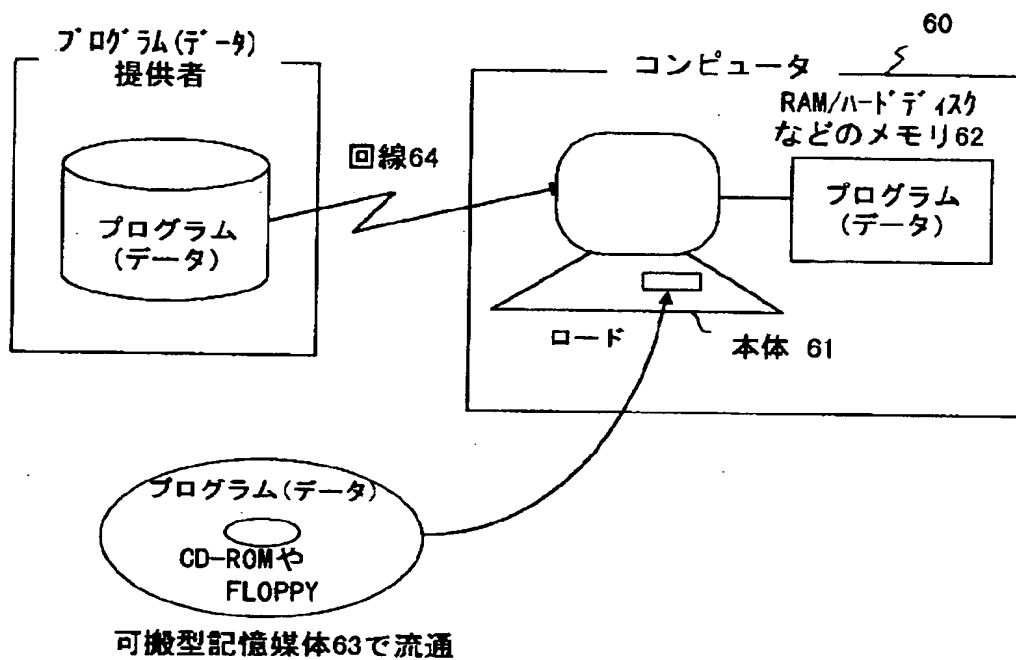 60
プログラム(データ)
提供者
コンピュータ
RAM/ハードディスク
などのメモリ62
回線64
プログラム
(データ)
プログラム
(データ)
ロード
本体 61
プログラム(データ)
CD-ROMや
FLOPPY
可搬型記憶媒体63で流通